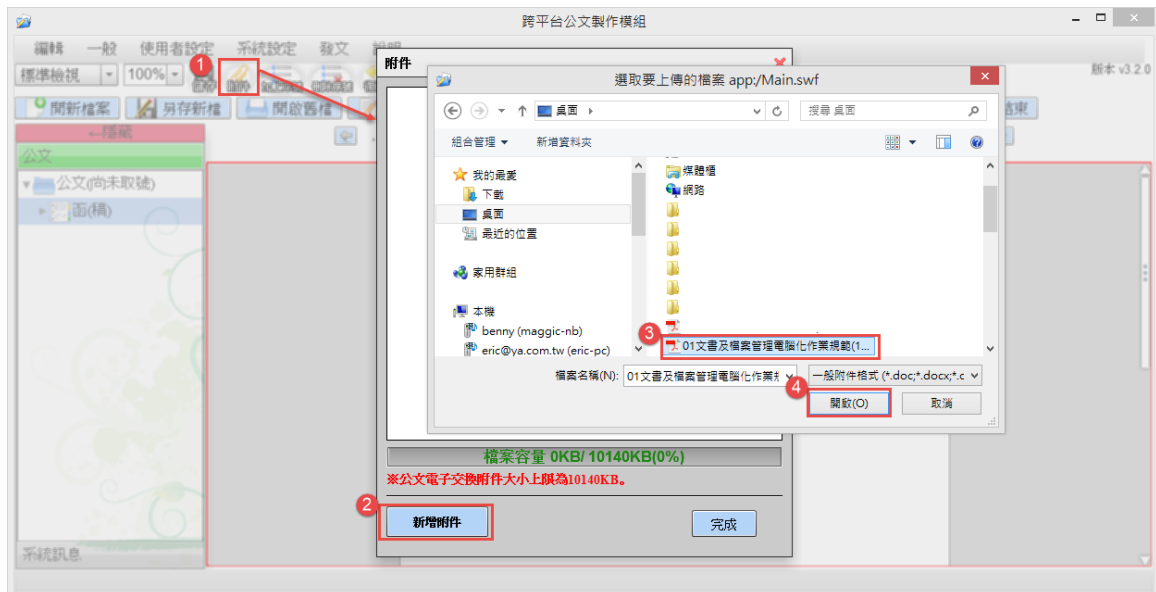 跨平台公文製作模組
編輯 一般 使用者設定 系統設定 發文 說明
標準檢視 100%
版本 v3.2.0
開新檔案 另存新檔 開啟舊檔
結束
←隱藏
公文
公文(尚未取號)
面(稿)
系統訊息
1
附件
選取要上傳的檔案 app:/Main.swf
桌面
搜尋 桌面
組合管理 新增資料夾
我的最愛
下載
桌面
最近的位置
家用群組
本機
benny (maggic-nb)
eric@ya.com.tw (eric-pc)
媒體櫃
網路
3
01文書及檔案管理電腦化作業規範(1...
檔案名稱(N): 01文書及檔案管理電腦化作業規
一般附件格式 (*.doc;*.docx;*.c
4
開啟(O) 取消
檔案容量 0KB/ 10140KB(0%)
※公文電子交換附件大小上限為10140KB。
2
新增附件
完成